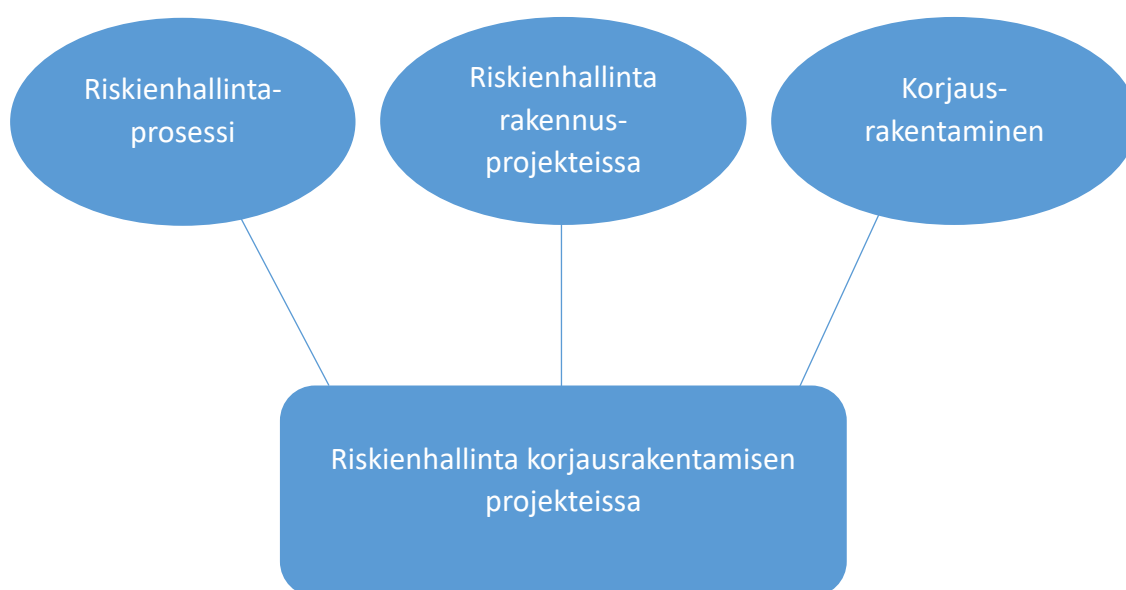 Riskienhallinta-
prosessi
Riskienhallinta
rakennus-
projekteissa
Korjaus-
rakentaminen
Riskienhallinta korjausrakentamisen
projekteissa